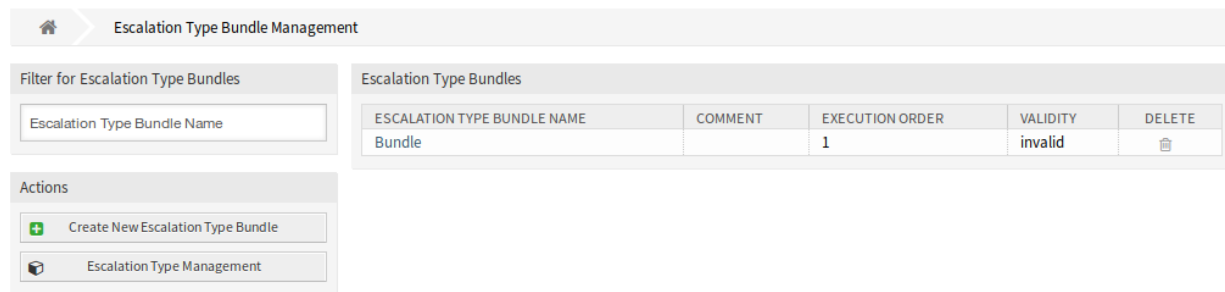 Escalation Type Bundle Management
Filter for Escalation Type Bundles
Escalation Type Bundle Name
Actions
Create New Escalation Type Bundle
Escalation Type Management
Escalation Type Bundles
ESCALATION TYPE BUNDLE NAME COMMENT EXECUTION ORDER VALIDITY DELETE
Bundle 1 invalid